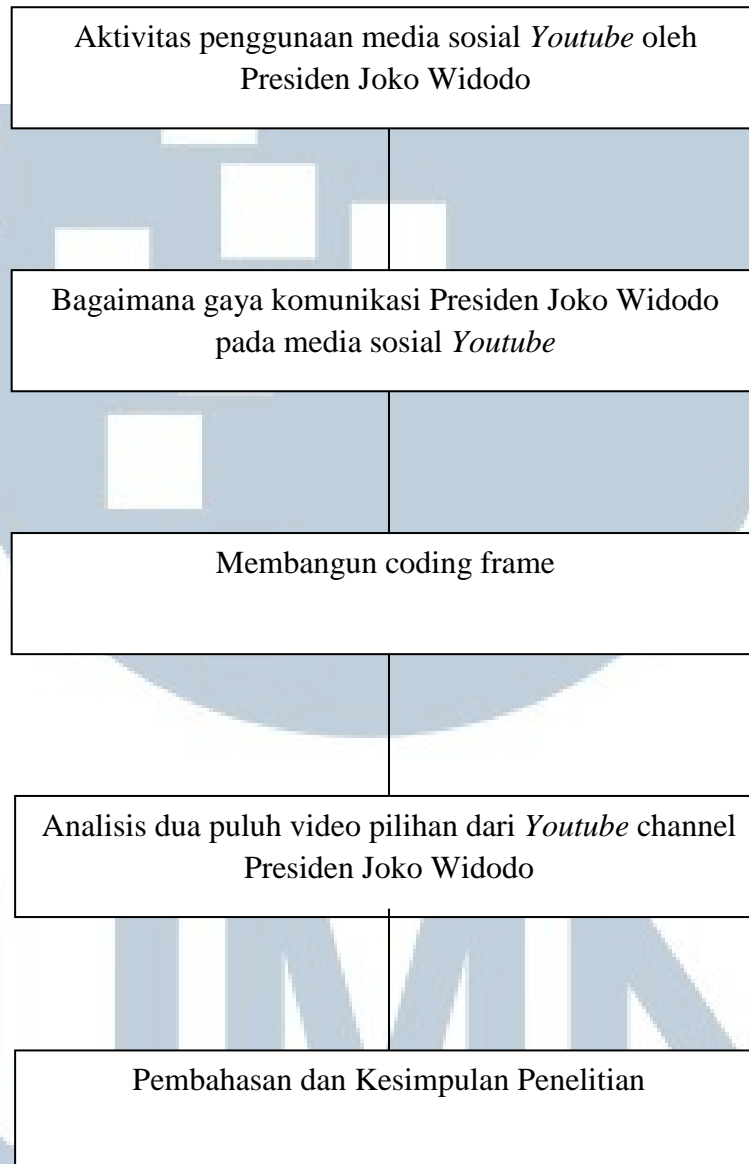 Aktivitas penggunaan media sosial Youtube oleh
Presiden Joko Widodo
Bagaimana gaya komunikasi Presiden Joko Widodo
pada media sosial Youtube
Membangun coding frame
Analisis dua puluh video pilihan dari Youtube channel
Presiden Joko Widodo
Pembahasan dan Kesimpulan Penelitian